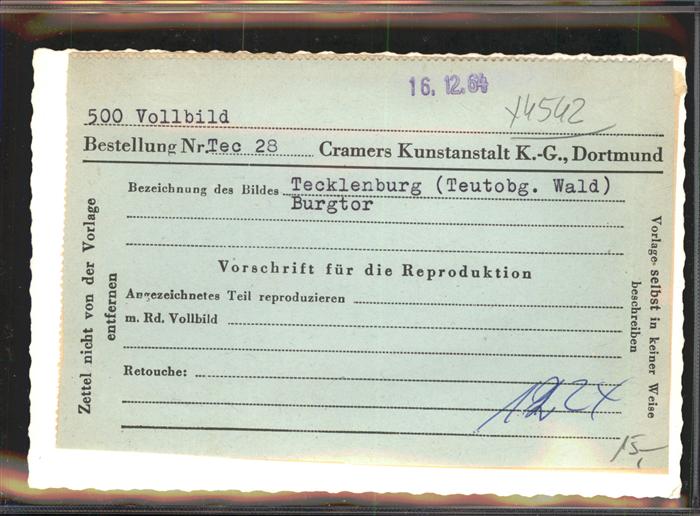 16. 12. 64
x4542
500 Vollbild
Bestellung Nr. Tec 28 Cramers Kunstanstalt K.-G., Dortmund
Bezeichnung des Bildes Tecklenburg (Teutobg. Wald)
Burgtor
Vorschrift für die Reproduktion
Angezeichnetes Teil reproduzieren
m. Rd. Vollbild
Retouche:
15,-
Zettel nicht von der Vorlage
entfernen
Vorlage selbst in keiner Weise
beschreiben